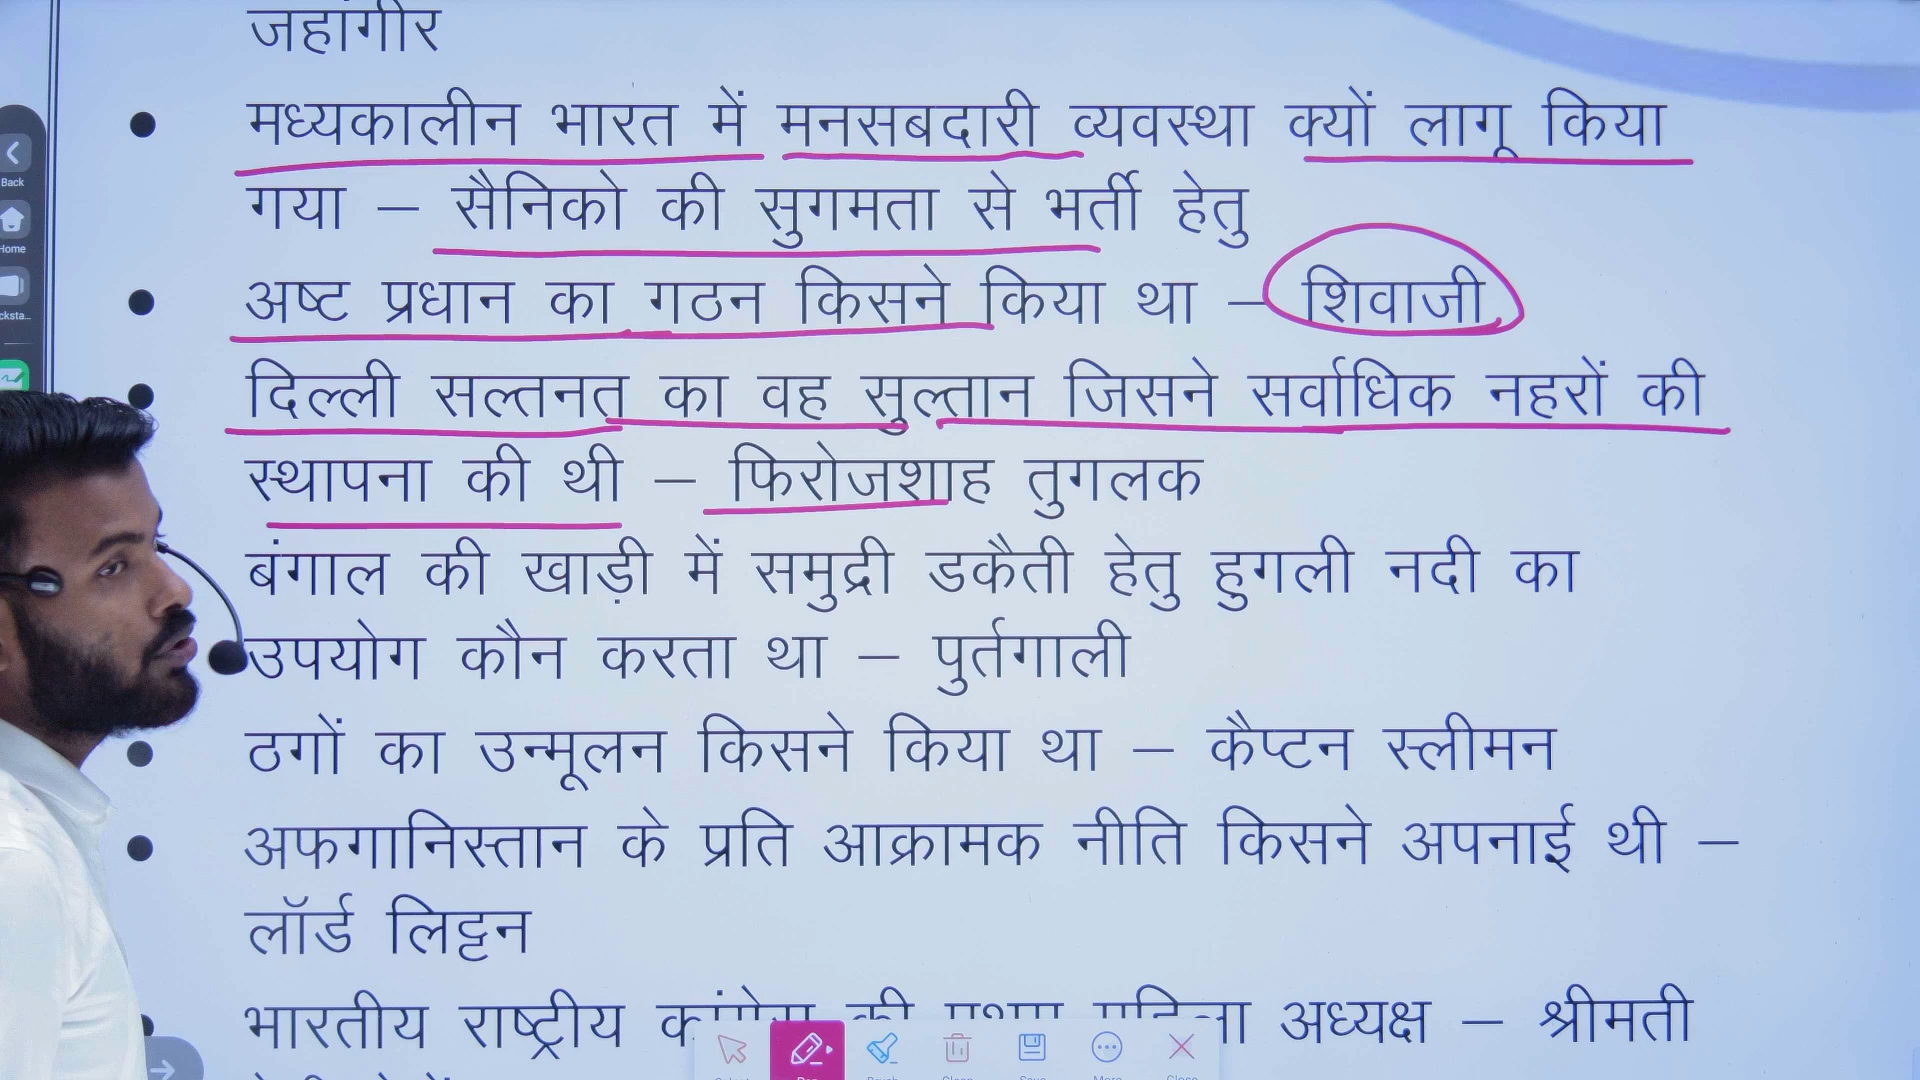 जहांगीर
मध्यकालीन भारत में मनसबदारी व्यवस्था क्यों लागू किया
गया – सैनिको की सुगमता से भर्ती हेतु
अष्ट प्रधान का गठन किसने किया था – शिवाजी
दिल्ली सल्तनत का वह सुल्तान जिसने सर्वाधिक नहरों की
स्थापना की थी – फिरोजशाह तुगलक
बंगाल की खाड़ी में समुद्री डकैती हेतु हुगली नदी का
उपयोग कौन करता था – पुर्तगाली
ठगों का उन्मूलन किसने किया था – कैप्टन स्लीमन
अफगानिस्तान के प्रति आक्रामक नीति किसने अपनाई थी –
लॉर्ड लिट्टन
भारतीय राष्ट्रीय कांग्रेस की प्रथम महिला अध्यक्ष – श्रीमती
Back
Home